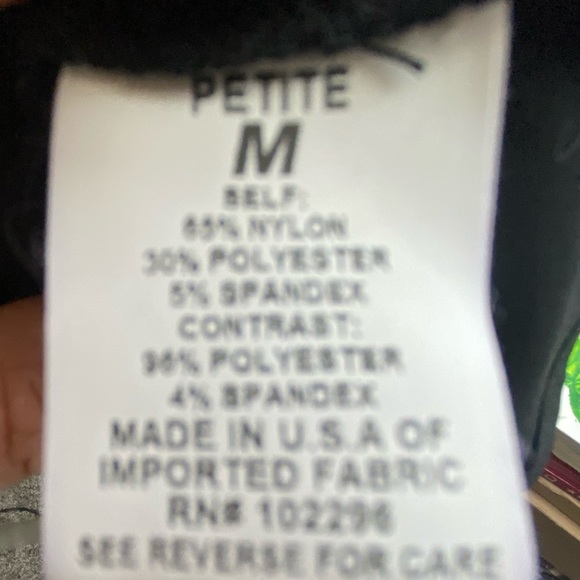 PETITE
M
SELF:
65% NYLON
30% POLYESTER
5% SPANDEX
CONTRAST:
96% POLYESTER
4% SPANDEX
MADE IN U.S.A OF
IMPORTED FABRIC
RN# 102296
SEE REVERSE FOR CARE